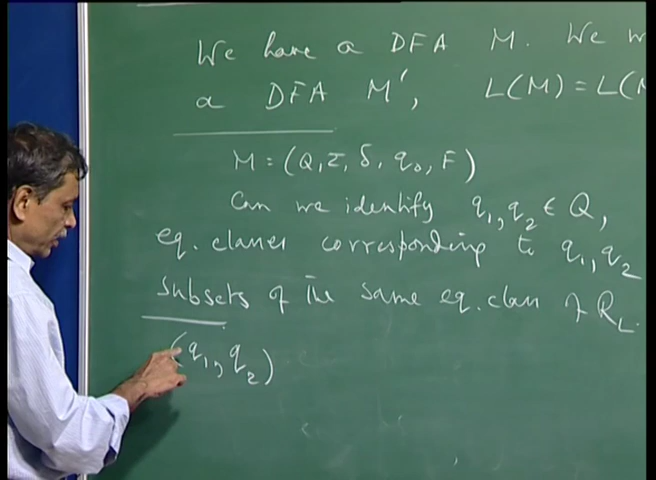 We have a DFA M. We w
a DFA M', L(M) = L(M
M = (Q, Σ, δ, q₀, F)
Can we identify q₁, q₂ ∈ Q,
eq. classes corresponding to q₁, q₂
subsets of the same eq. class of R_L.
(q₁, q₂)